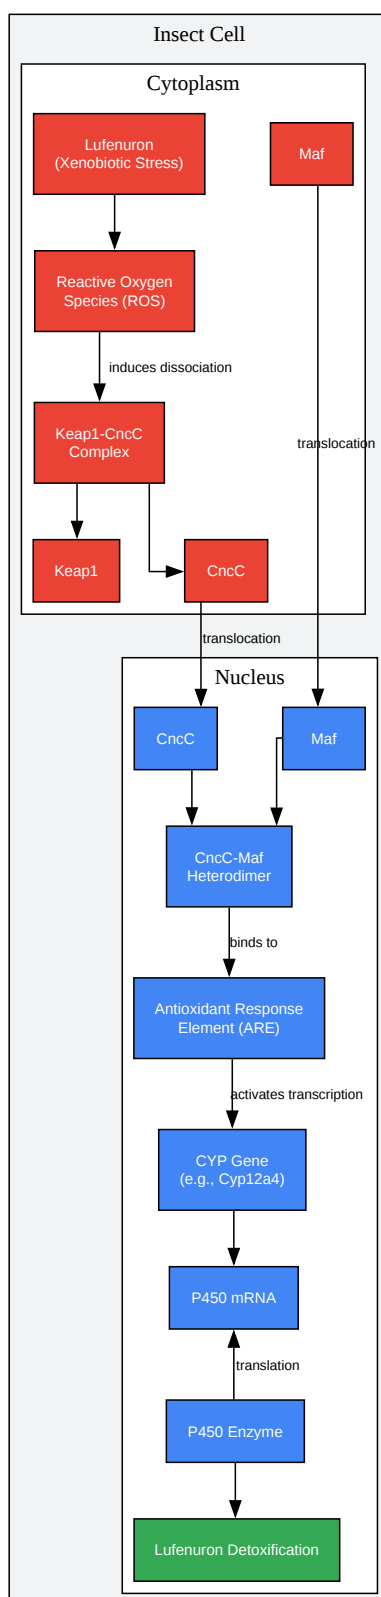 Insect Cell
Cytoplasm
Lufenuron
(Xenobiotic Stress)
Maf
Reactive Oxygen
Species (ROS)
induces dissociation
Keap1-CncC
Complex
translocation
Keap1
CncC
translocation
Nucleus
CncC
Maf
CncC-Maf
Heterodimer
binds to
Antioxidant Response
Element (ARE)
activates transcription
CYP Gene
(e.g., Cyp12a4)
P450 mRNA
translation
P450 Enzyme
Lufenuron Detoxification